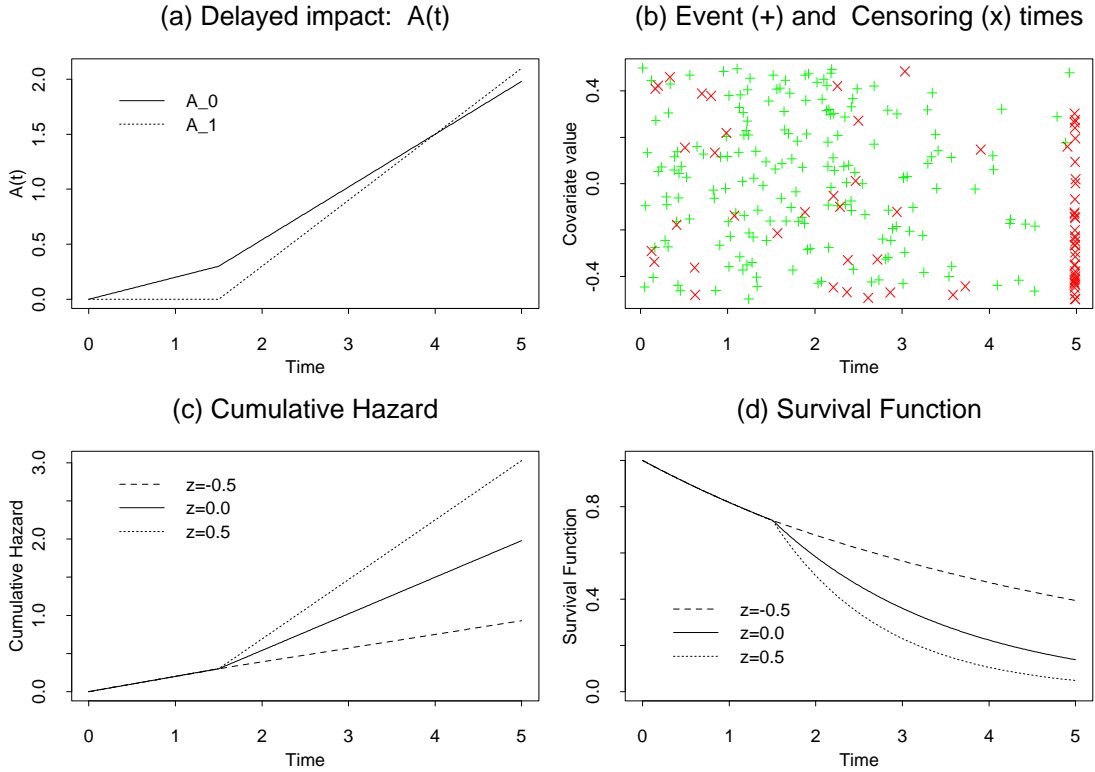 (a) Delayed impact:  A(t)
A(t)
2.0
1.5
1.0
0.5
0.0
A_0
A_1
0 1 2 3 4 5
Time
(b) Event (+) and  Censoring (x) times
Covariate value
0.4
0.0
-0.4
0 1 2 3 4 5
Time
(c) Cumulative Hazard
Cumulative Hazard
3.0
2.0
1.0
0.0
z=-0.5
z=0.0
z=0.5
0 1 2 3 4 5
Time
(d) Survival Function
Survival Function
0.8
0.4
0.0
z=-0.5
z=0.0
z=0.5
0 1 2 3 4 5
Time